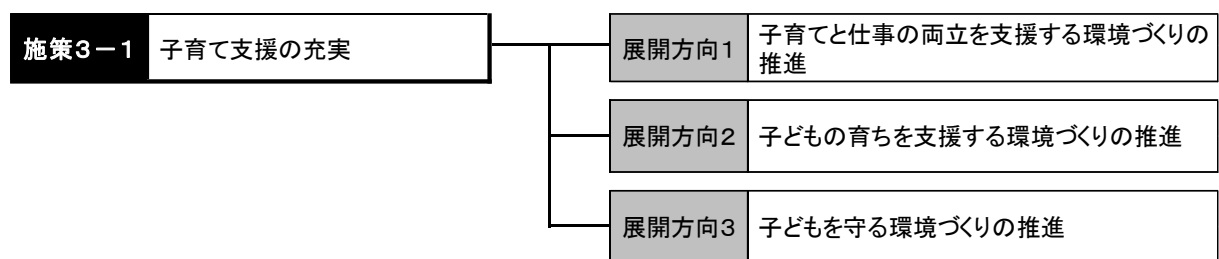 施策3-1 子育て支援の充実
展開方向1 子育てと仕事の両立を支援する環境づくりの
推進
展開方向2 子どもの育ちを支援する環境づくりの推進
展開方向3 子どもを守る環境づくりの推進